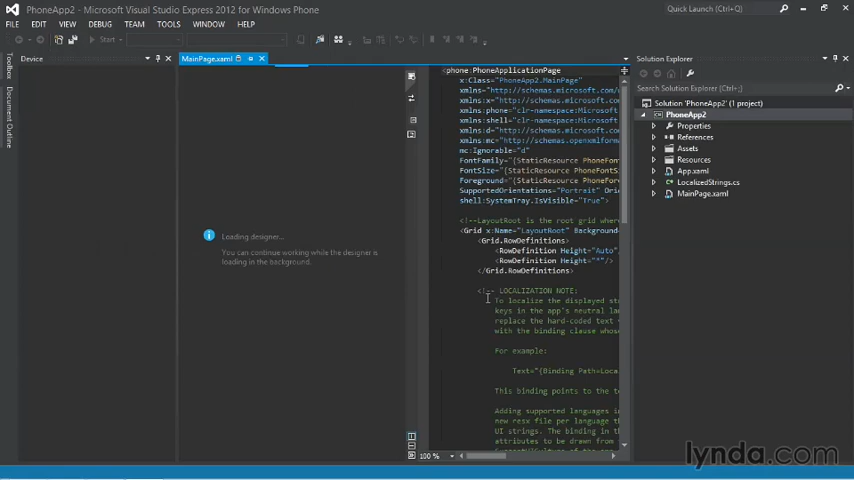 PhoneApp2 - Microsoft Visual Studio Express 2012 for Windows Phone
Quick Launch (Ctrl+Q)
FILE EDIT VIEW DEBUG TEAM TOOLS WINDOW HELP
Start
Toolbox
Document Outline
Device
MainPage.xaml
Loading designer...
You can continue working while the designer is
loading in the background.
<phone:PhoneApplicationPage
x:Class="PhoneApp2.MainPage"
xmlns="http://schemas.microsoft.com/
xmlns:x="http://schemas.microsoft.co
xmlns:phone="clr-namespace:Microsoft
xmlns:shell="clr-namespace:Microsoft
xmlns:d="http://schemas.microsoft.co
xmlns:mc="http://schemas.openxmlform
mc:Ignorable="d"
FontFamily="{StaticResource PhoneFon
FontSize="{StaticResource PhoneFontS
Foreground="{StaticResource PhoneFor
SupportedOrientations="Portrait" Ori
shell:SystemTray.IsVisible="True">
<!--LayoutRoot is the root grid wher
<Grid x:Name="LayoutRoot" Background
<Grid.RowDefinitions>
<RowDefinition Height="Auto"/
<RowDefinition Height="*"/>
</Grid.RowDefinitions>
<!-- LOCALIZATION NOTE:
To localize the displayed str
keys in the app's neutral lan
replace the hard-coded text
with the binding clause whose
For example:
Text="{Binding Path=Loca
This binding points to the te
Adding supported languages i
new resx file per language t
UI strings. The binding in th
attributes to be drawn from
100 %
Solution Explorer
Search Solution Explorer (Ctrl+;)
Solution 'PhoneApp2' (1 project)
PhoneApp2
Properties
References
Assets
Resources
App.xaml
LocalizedStrings.cs
MainPage.xaml
lynda.com